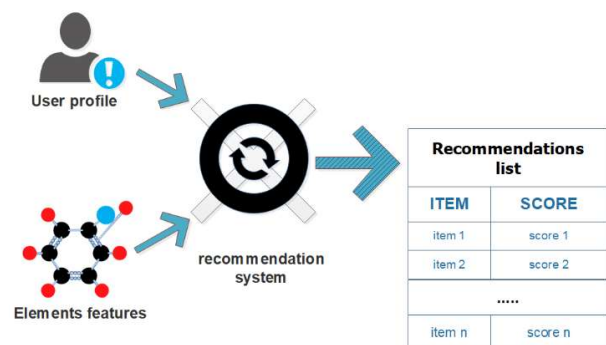 User profile
Elements features
recommendation
system
Recommendations
list
ITEM SCORE
item 1 score 1
item 2 score 2
.....
item n score n